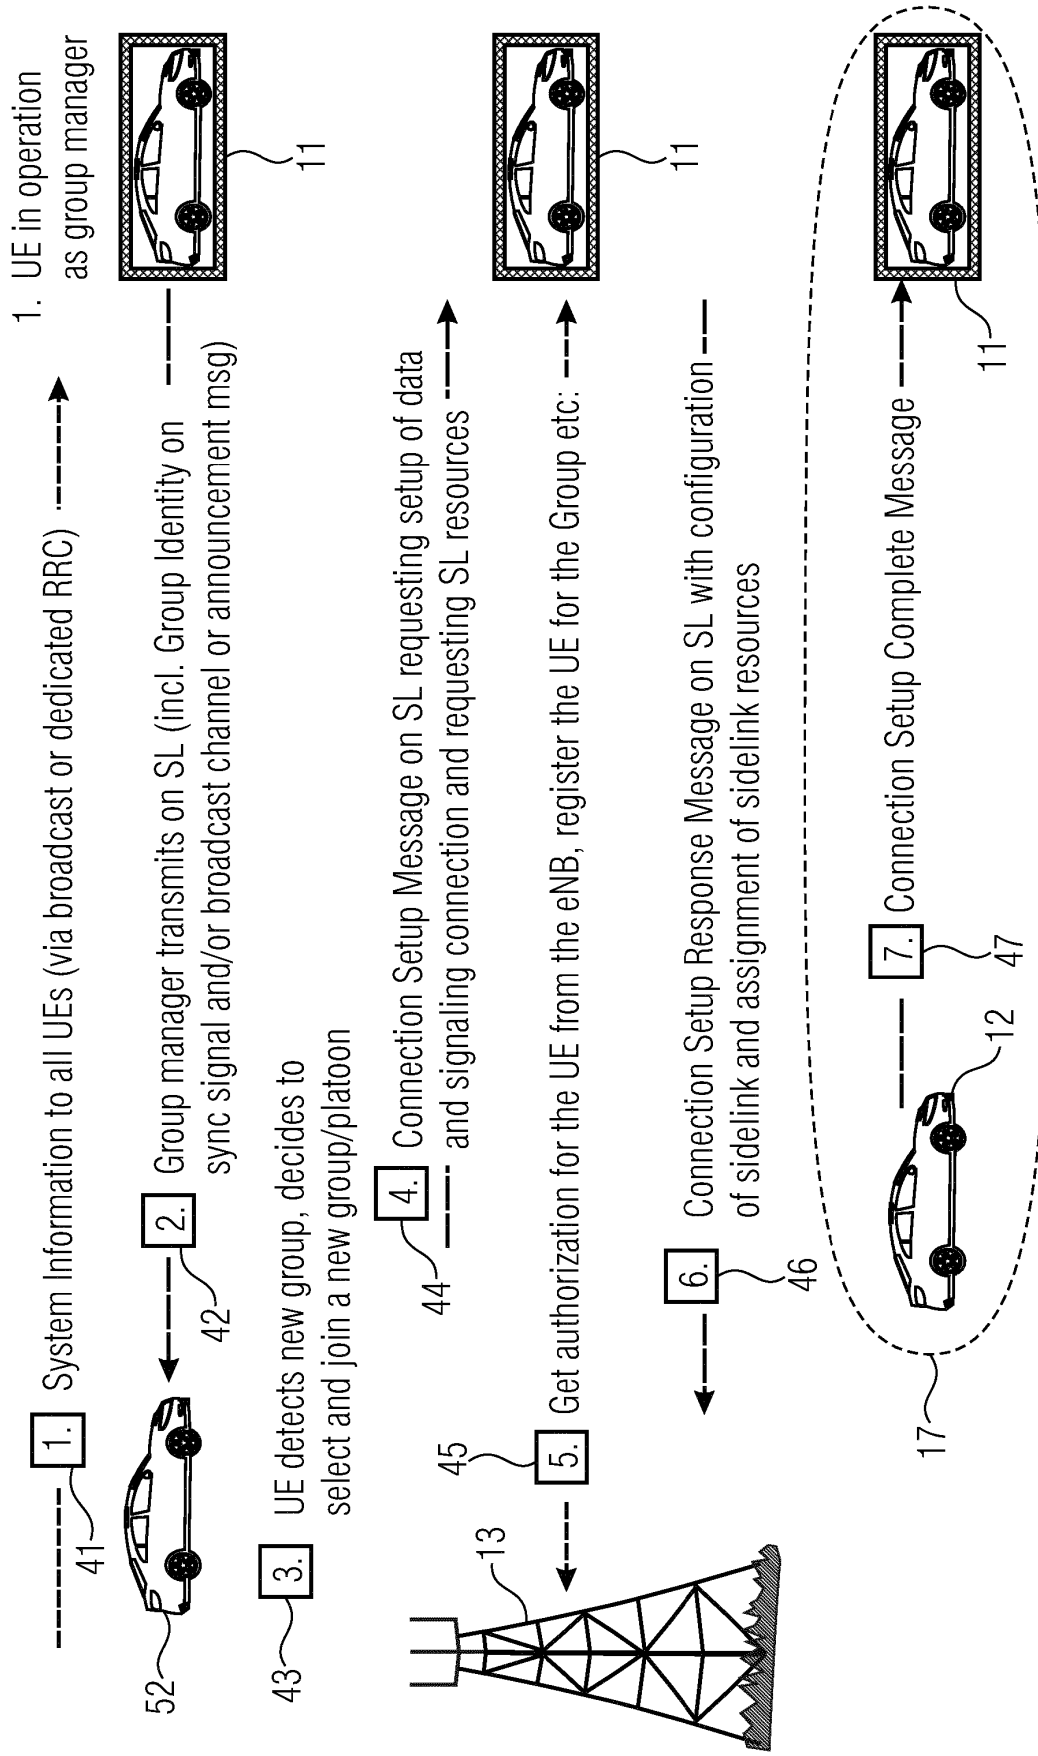 1. UE in operation
as group manager
1. System Information to all UEs (via broadcast or dedicated RRC)
41
2. Group manager transmits on SL (incl. Group Identity on
sync signal and/or broadcast channel or announcement msg)
42
52
11
3. UE detects new group, decides to
select and join a new group/platoon
43
4. Connection Setup Message on SL requesting setup of data
and signaling connection and requesting SL resources
44
11
13
45
5. Get authorization for the UE from the eNB, register the UE for the Group etc:
6. Connection Setup Response Message on SL with configuration
of sidelink and assignment of sidelink resources
46
7. Connection Setup Complete Message
47
12
11
17